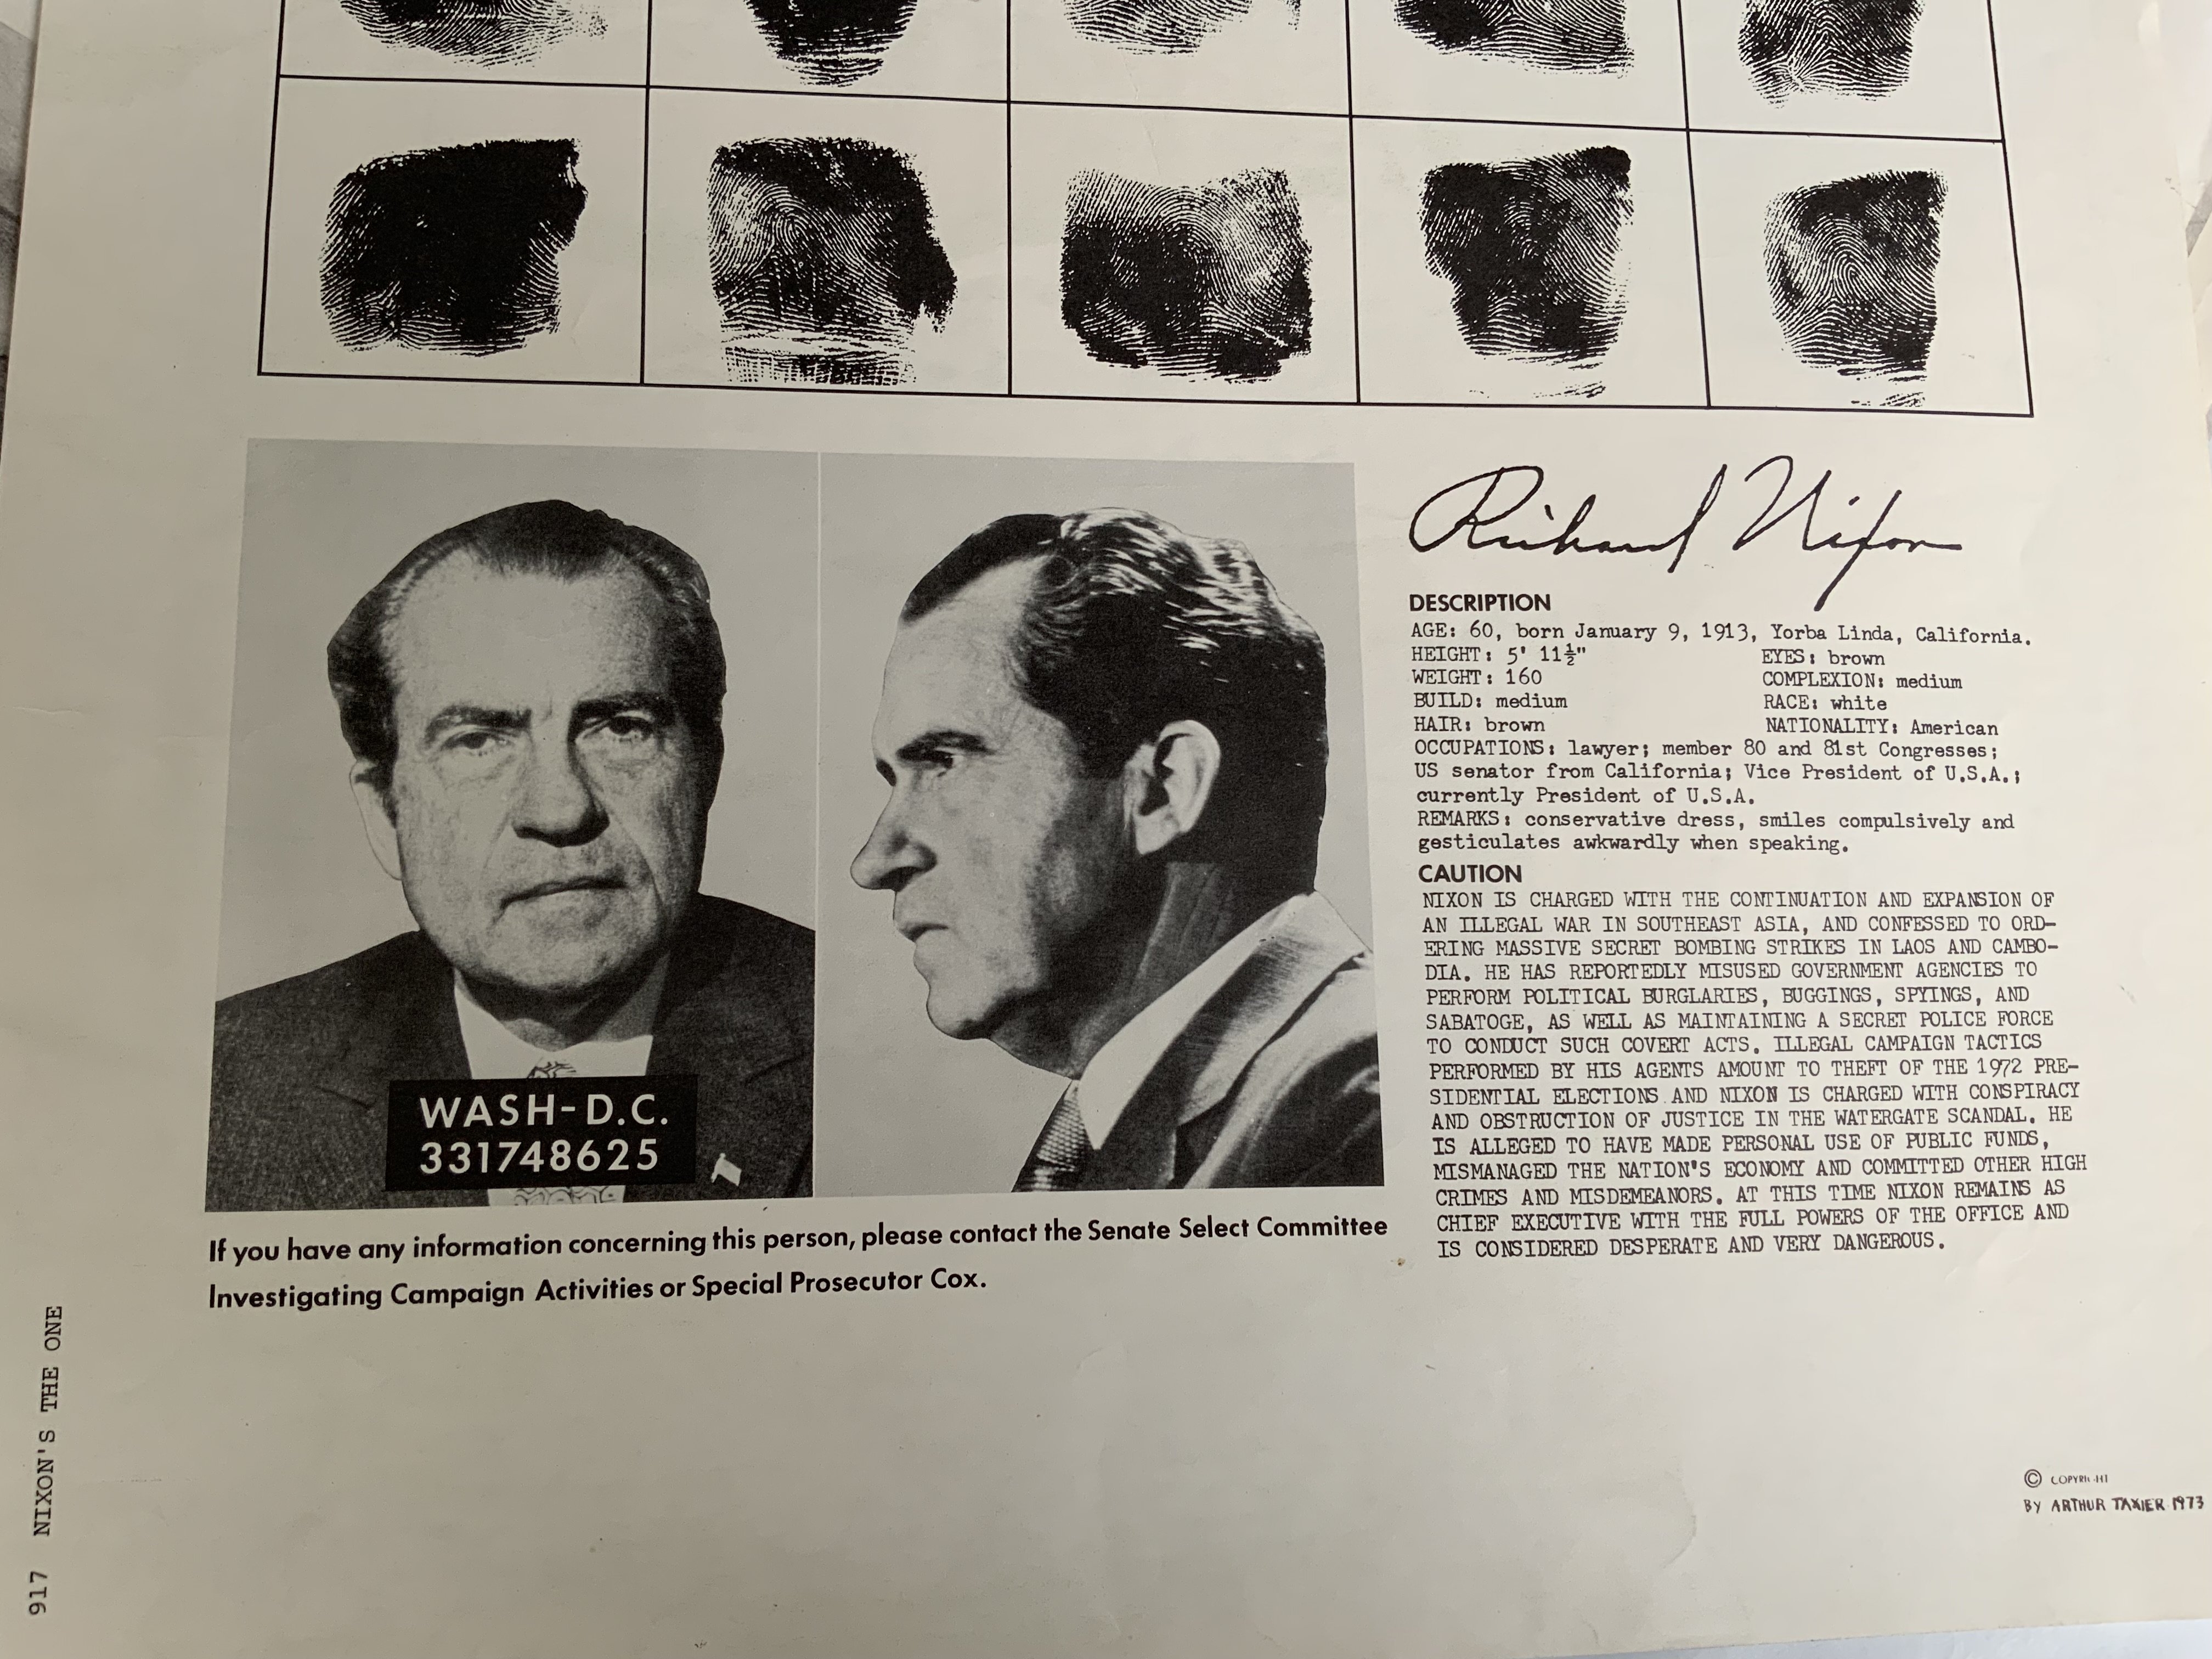 Richard Nixon
DESCRIPTION
AGE: 60, born January 9, 1913, Yorba Linda, California.
HEIGHT: 5' 11½" EYES: brown
WEIGHT: 160 COMPLEXION: medium
BUILD: medium RACE: white
HAIR: brown NATIONALITY: American
OCCUPATIONS: lawyer; member 80 and 81st Congresses;
US senator from California; Vice President of U.S.A.;
currently President of U.S.A.
REMARKS: conservative dress, smiles compulsively and
gesticulates awkwardly when speaking.
CAUTION
NIXON IS CHARGED WITH THE CONTINUATION AND EXPANSION OF
AN ILLEGAL WAR IN SOUTHEAST ASIA, AND CONFESSED TO ORD-
ERING MASSIVE SECRET BOMBING STRIKES IN LAOS AND CAMBO-
DIA. HE HAS REPORTEDLY MISUSED GOVERNMENT AGENCIES TO
PERFORM POLITICAL BURGLARIES, BUGGINGS, SPYINGS, AND
SABATOGE, AS WELL AS MAINTAINING A SECRET POLICE FORCE
TO CONDUCT SUCH COVERT ACTS. ILLEGAL CAMPAIGN TACTICS
PERFORMED BY HIS AGENTS AMOUNT TO THEFT OF THE 1972 PRE-
SIDENTIAL ELECTIONS AND NIXON IS CHARGED WITH CONSPIRACY
AND OBSTRUCTION OF JUSTICE IN THE WATERGATE SCANDAL. HE
IS ALLEGED TO HAVE MADE PERSONAL USE OF PUBLIC FUNDS,
MISMANAGED THE NATION'S ECONOMY AND COMMITTED OTHER HIGH
CRIMES AND MISDEMEANORS. AT THIS TIME NIXON REMAINS AS
CHIEF EXECUTIVE WITH THE FULL POWERS OF THE OFFICE AND
IS CONSIDERED DESPERATE AND VERY DANGEROUS.
WASH-D.C.
331748625
If you have any information concerning this person, please contact the Senate Select Committee
Investigating Campaign Activities or Special Prosecutor Cox.
917 NIXON'S THE ONE
© COPYRIGHT
BY ARTHUR TAXIER 1973